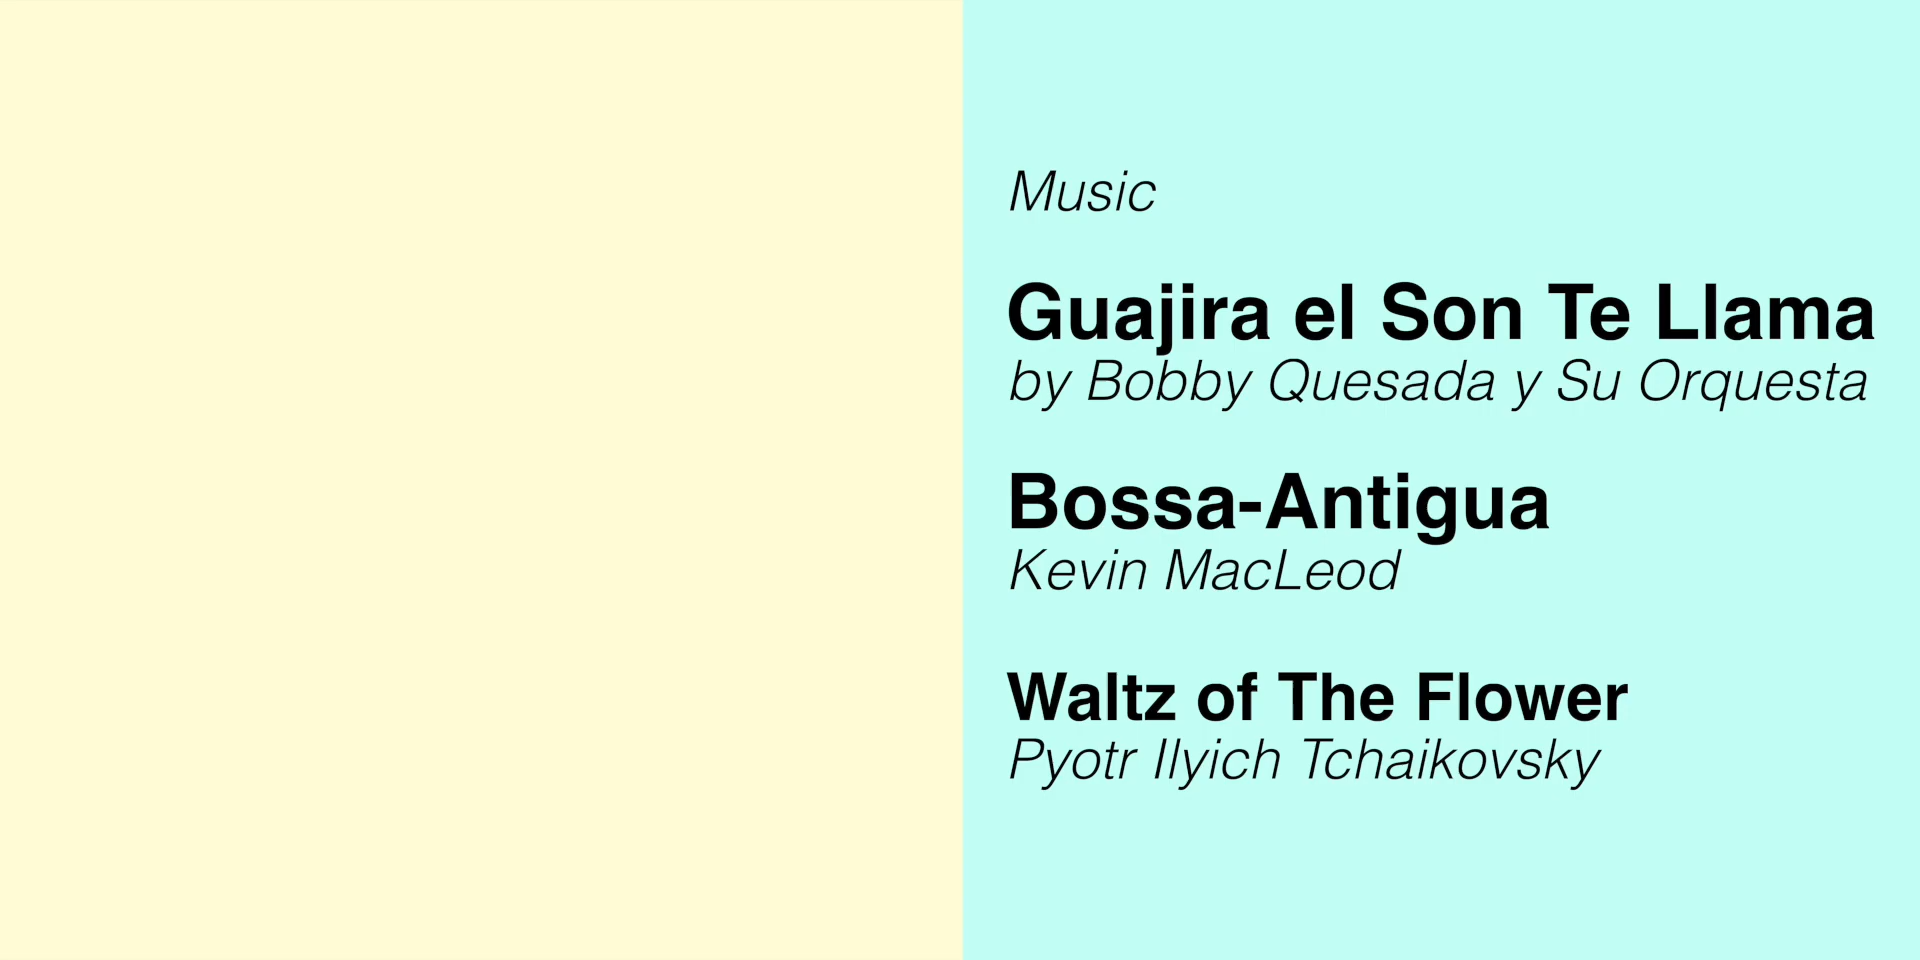 Music
Guajira el Son Te Llama
by Bobby Quesada y Su Orquesta
Bossa-Antigua
Kevin MacLeod
Waltz of The Flower
Pyotr Ilyich Tchaikovsky